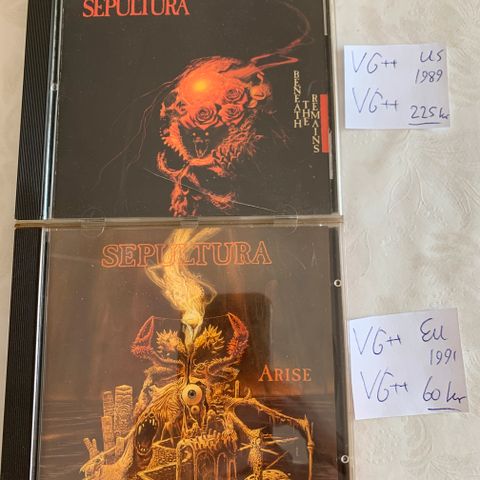 SEPULTURA
BENEATH
THE
REMAINS
VG++ US
1989
VG++ 225 kr
SEPULTURA
ARISE
VG++ EU
1991
VG++ 60 kr